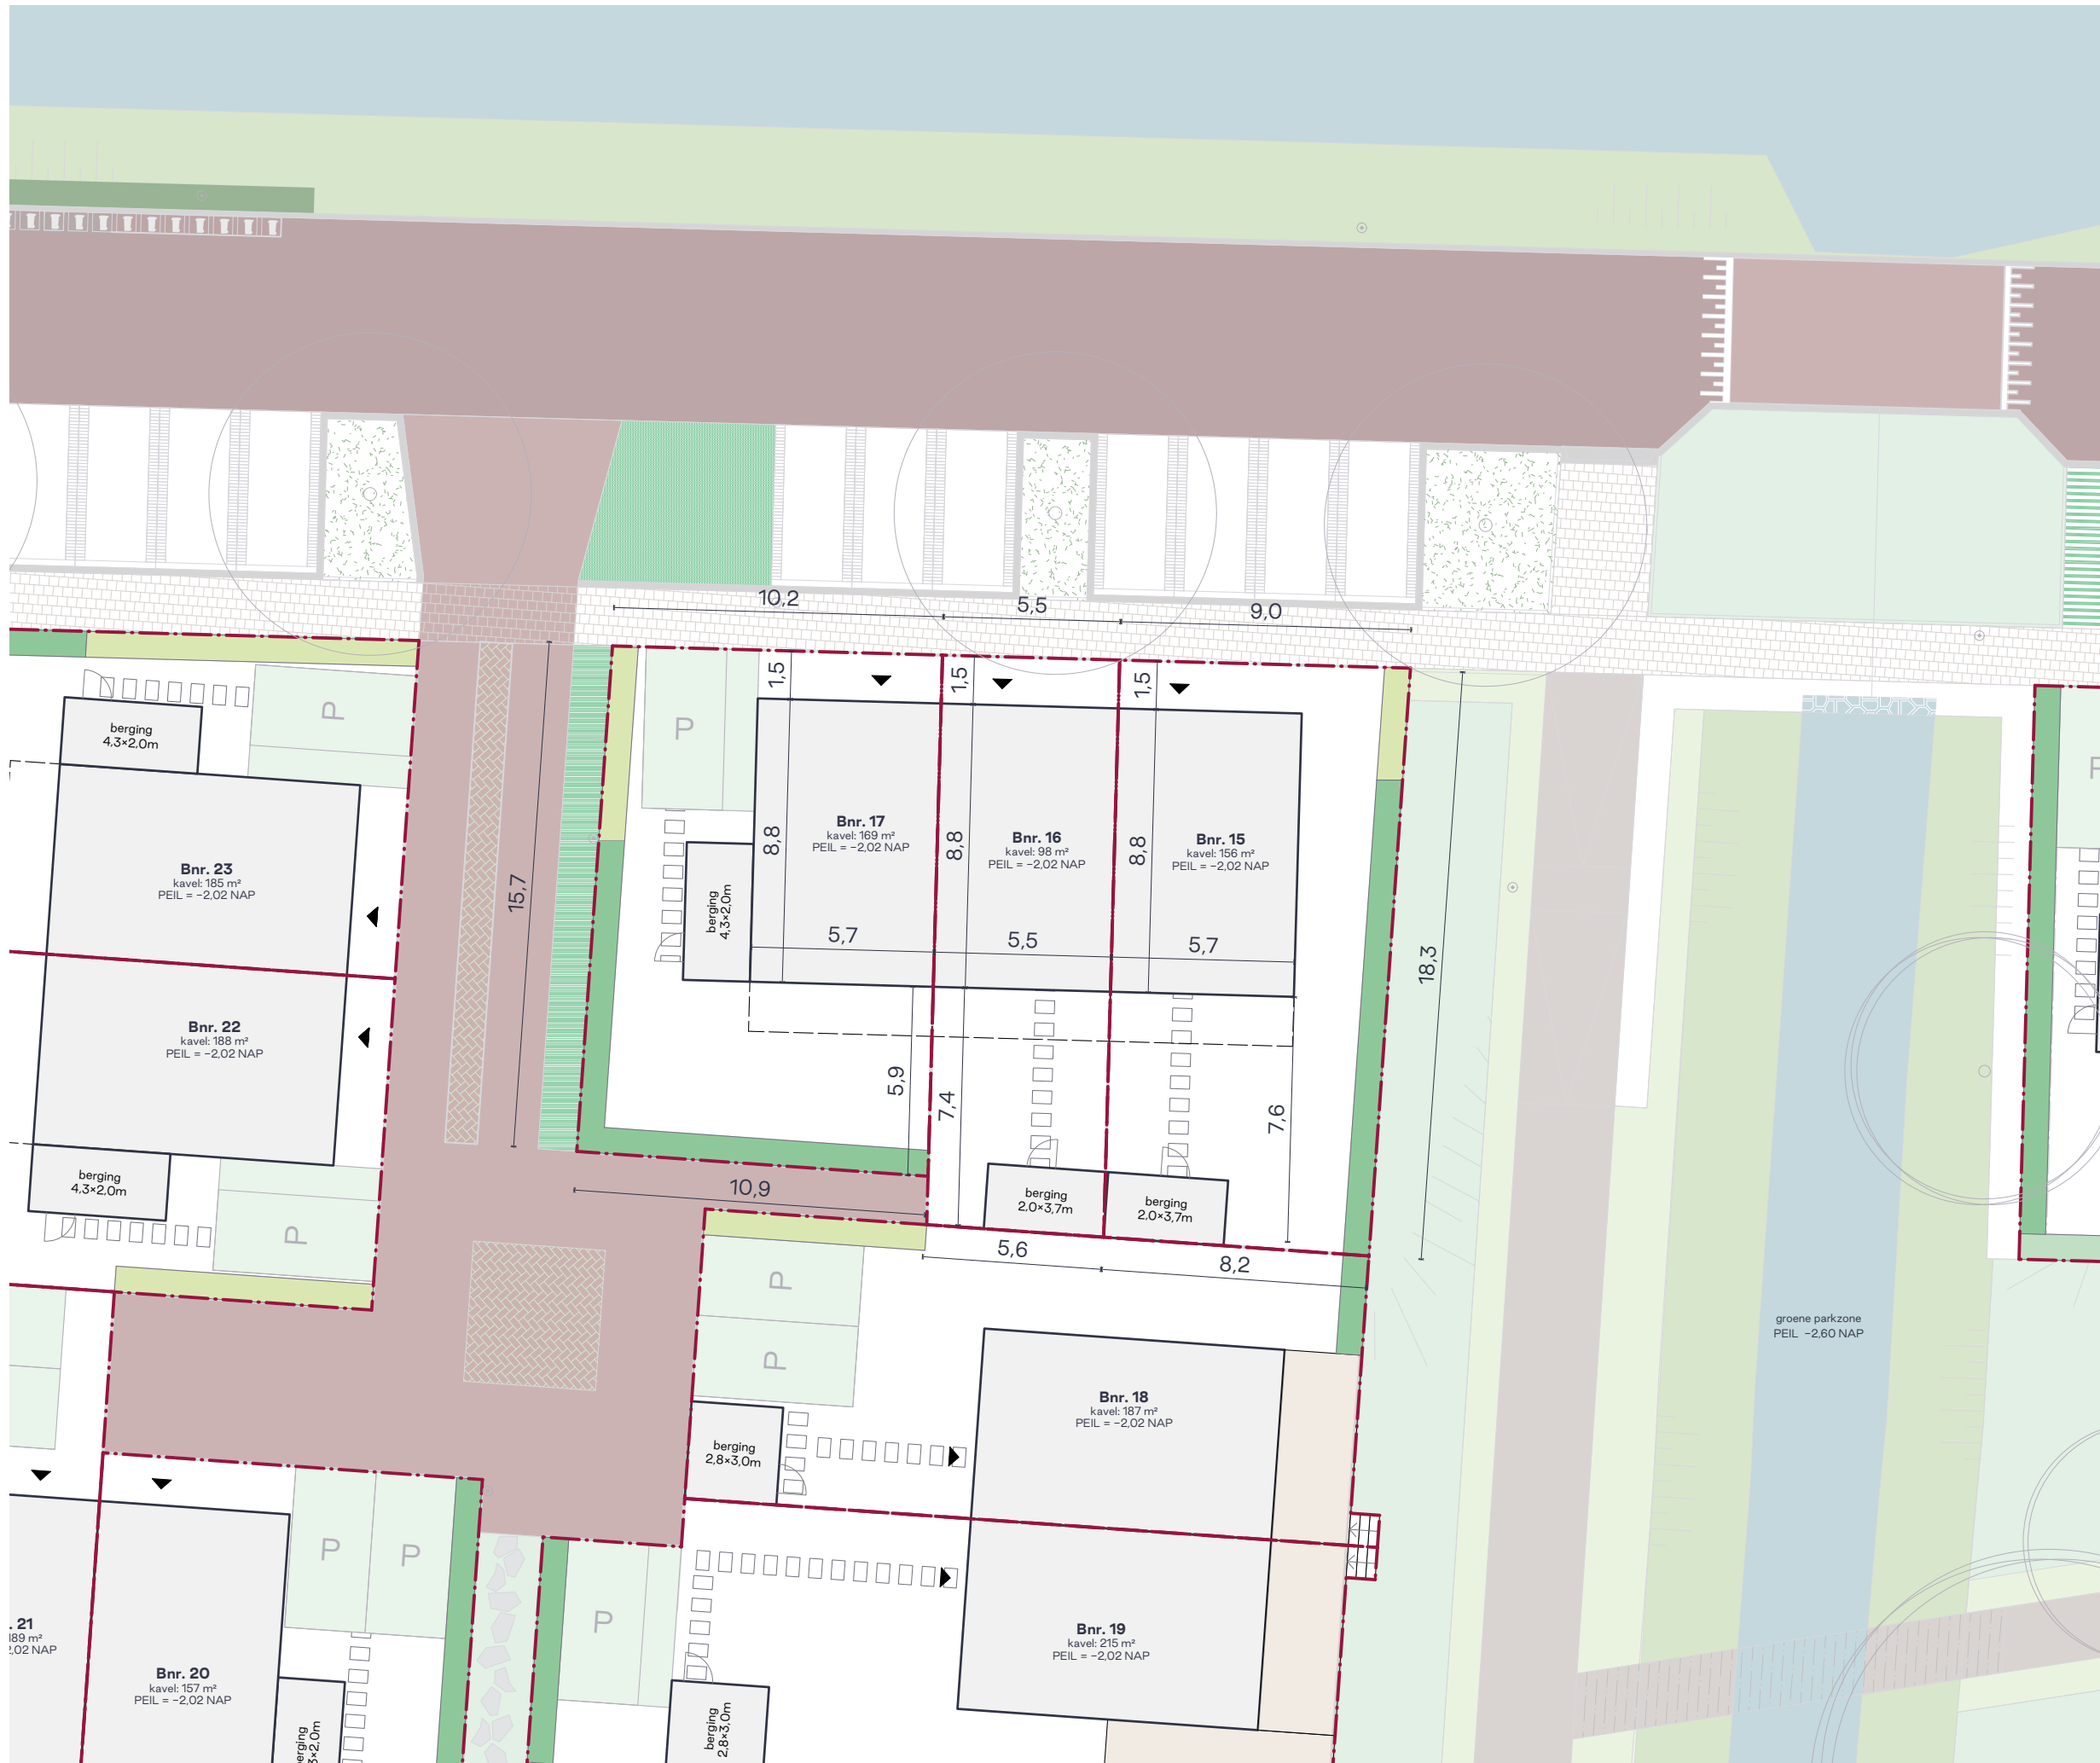 10,2
5,5
9,0
1,5
1,5
1,5
P
P
P
berging
4,3×2,0m
Bnr. 23
kavel: 185 m²
PEIL = −2,02 NAP
15,7
8,8
Bnr. 17
kavel: 169 m²
PEIL = −2,02 NAP
8,8
Bnr. 16
kavel: 98 m²
PEIL = −2,02 NAP
8,8
Bnr. 15
kavel: 156 m²
PEIL = −2,02 NAP
berging
4,3×2,0m
5,7
5,5
5,7
18,3
Bnr. 22
kavel: 188 m²
PEIL = −2,02 NAP
5,9
7,4
7,6
berging
4,3×2,0m
P
10,9
berging
2,0×3,7m
berging
2,0×3,7m
5,6
8,2
P
P
groene parkzone
PEIL −2,60 NAP
Bnr. 18
kavel: 187 m²
PEIL = −2,02 NAP
berging
2,8×3,0m
P
P
P
Bnr. 19
kavel: 215 m²
PEIL = −2,02 NAP
. 21
189 m²
2,02 NAP
Bnr. 20
kavel: 157 m²
PEIL = −2,02 NAP
berging
2,8×3,0m